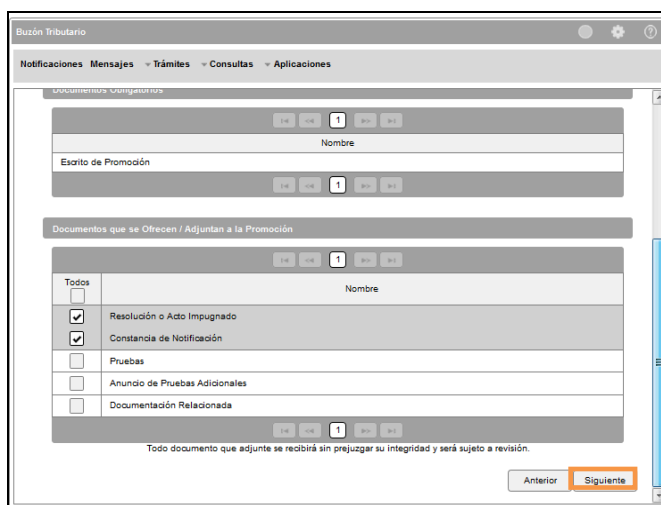 Buzón Tributario
Notificaciones Mensajes Trámites Consultas Aplicaciones
Documentos Obligatorios
1
Nombre
Escrito de Promoción
1
Documentos que se Ofrecen / Adjuntan a la Promoción
1
Todos
Nombre
Resolución o Acto Impugnado
Constancia de Notificación
Pruebas
Anuncio de Pruebas Adicionales
Documentación Relacionada
1
Todo documento que adjunte se recibirá sin prejuzgar su integridad y será sujeto a revisión.
Anterior Siguiente